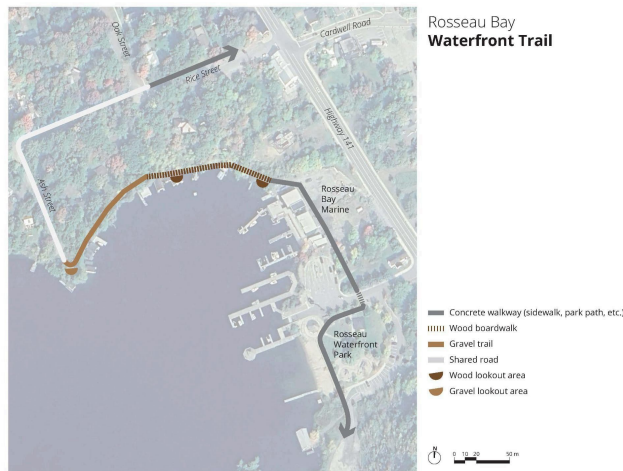 Rosseau Bay
Waterfront Trail
Oak Street
Cardwell Road
Rice Street
Highway 141
Ash Street
Rosseau
Bay
Marine
Rosseau
Waterfront
Park
Concrete walkway (sidewalk, park path, etc.)
Wood boardwalk
Gravel trail
Shared road
Wood lookout area
Gravel lookout area
N
0 10 20 50 m